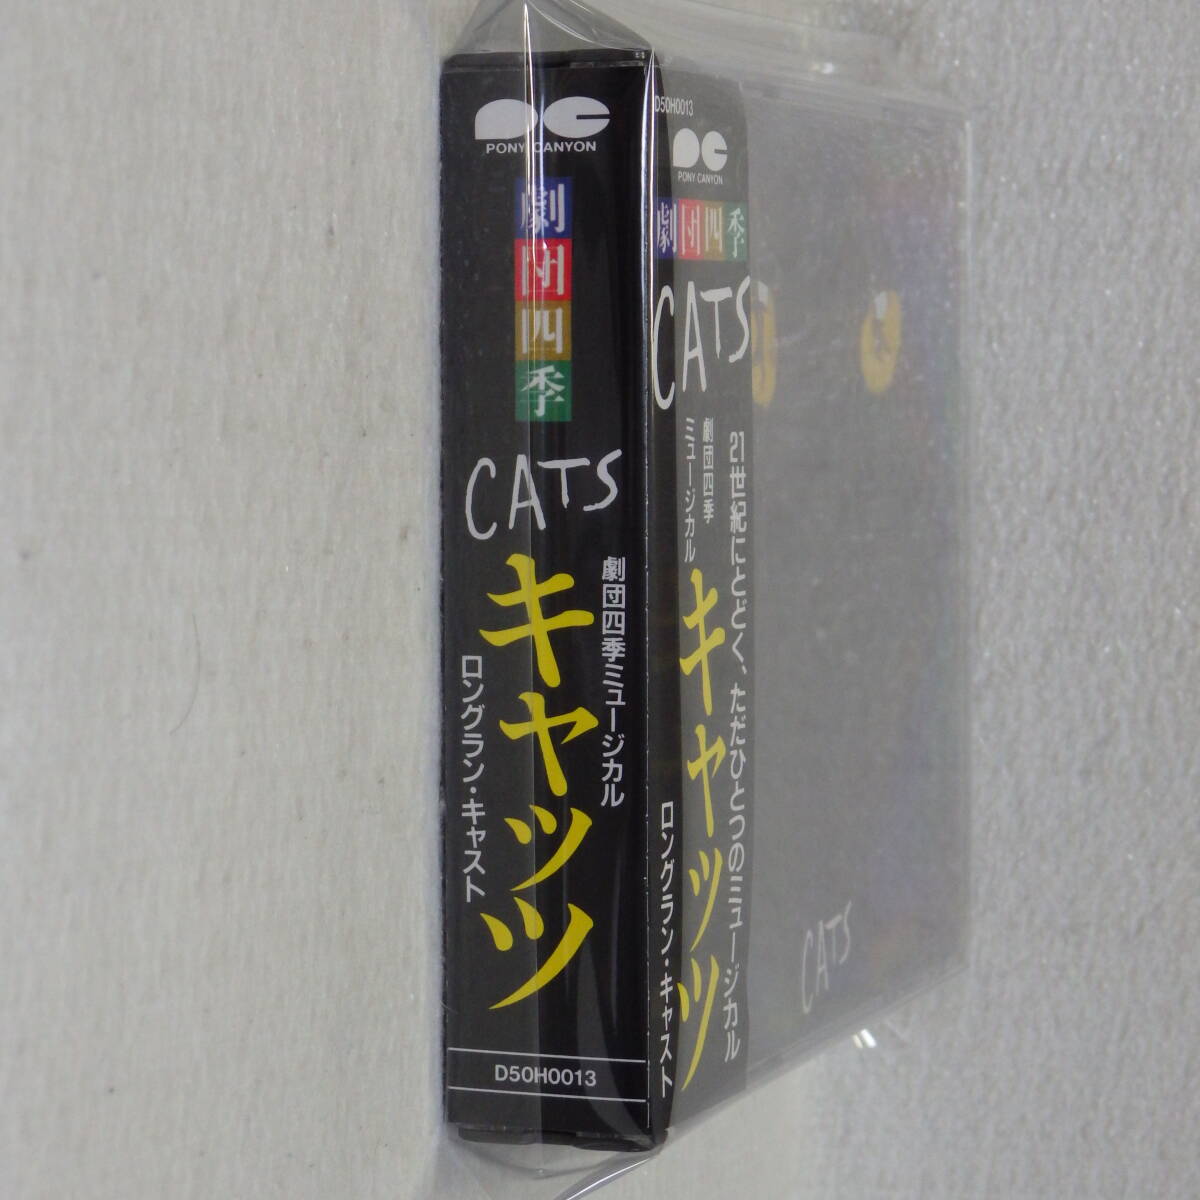 PONY CANYON
劇団四季
CATS
劇団四季ミュージカル
キャッツ
ロングラン・キャスト
D50H0013
D50H0013
PONY CANYON
劇団四季
CATS
21世紀にとどく、ただひとつのミュージカル
劇団四季
ミュージカル
キャッツ
ロングラン・キャスト
CATS